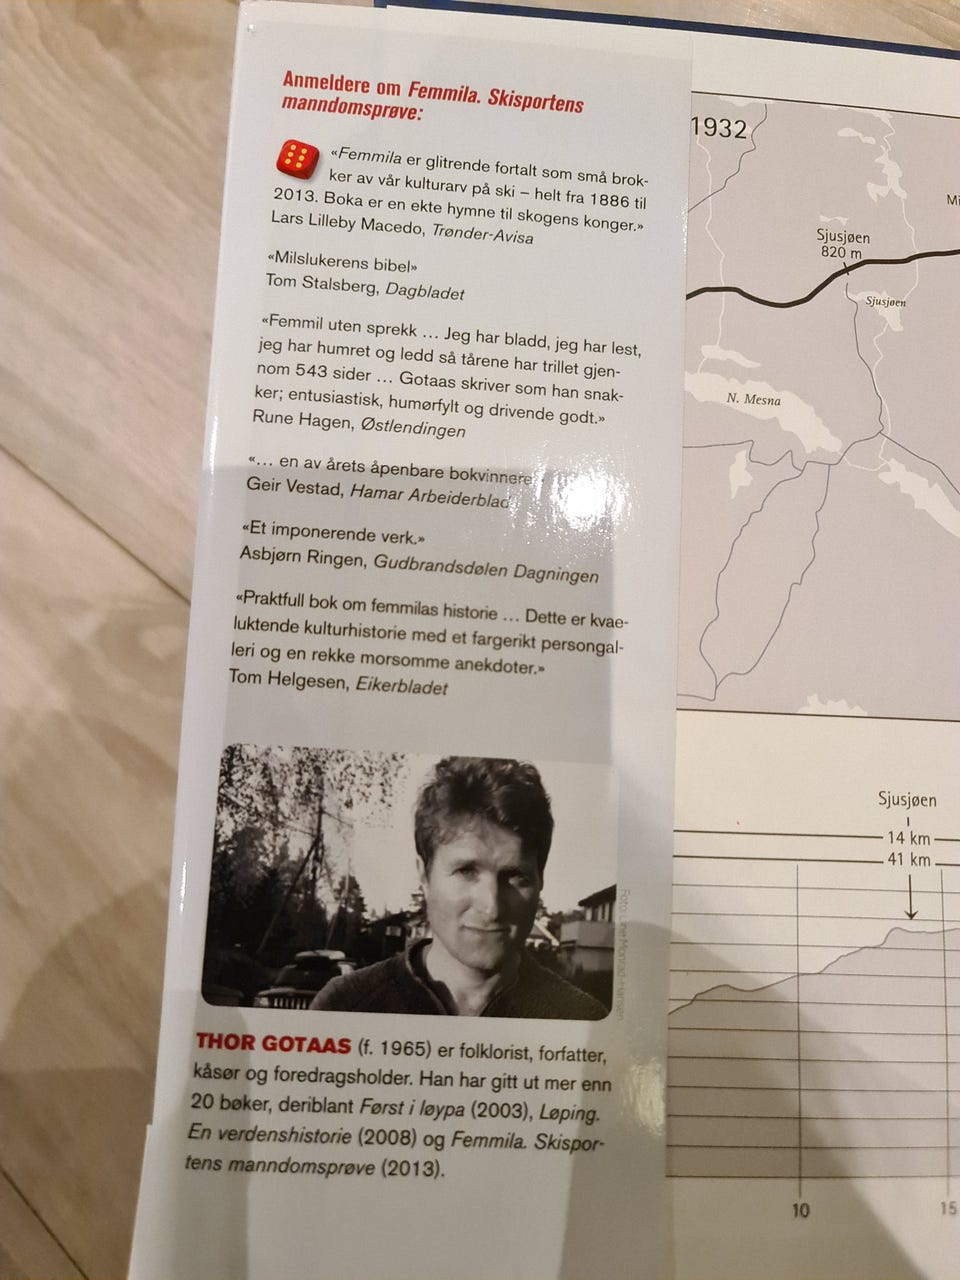 Anmeldere om Femmila. Skisportens
manndomsprøve:
«Femmila er glitrende fortalt som små brok-
ker av vår kulturarv på ski – helt fra 1886 til
2013. Boka er en ekte hymne til skogens konger.»
Lars Lilleby Macedo, Trønder-Avisa
«Milslukerens bibel»
Tom Stalsberg, Dagbladet
«Femmil uten sprekk ... Jeg har bladd, jeg har lest,
jeg har humret og ledd så tårene har trillet gjen-
nom 543 sider ... Gotaas skriver som han snak-
ker; entusiastisk, humørfylt og drivende godt.»
Rune Hagen, Østlendingen
«... en av årets åpenbare bokvinnere
Geir Vestad, Hamar Arbeiderblad
«Et imponerende verk.»
Asbjørn Ringen, Gudbrandsdølen Dagningen
«Praktfull bok om femmilas historie ... Dette er kvae-
luktende kulturhistorie med et fargerikt persongal-
leri og en rekke morsomme anekdoter.»
Tom Helgesen, Eikerbladet
Foto: Line Monrad-Hansen
THOR GOTAAS (f. 1965) er folklorist, forfatter,
kåsør og foredragsholder. Han har gitt ut mer enn
20 bøker, deriblant Først i løypa (2003), Løping.
En verdenshistorie (2008) og Femmila. Skispor-
tens manndomsprøve (2013).
1932
Mi
Sjusjøen
820 m
Sjusjøen
N. Mesna
Sjusjøen
14 km
41 km
10
15